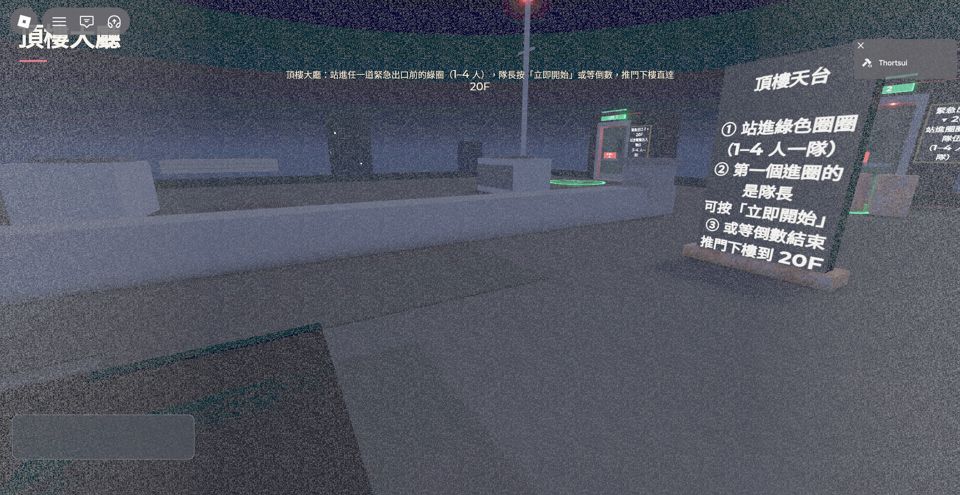 頂樓大廳
頂樓大廳：站進任一道緊急出口前的綠圈（1–4 人），隊長按「立即開始」或等倒數，推門下樓直達
20F
Thortsui
頂樓天台
① 站進綠色圈圈
（1–4 人一隊）
② 第一個進圈的
是隊長
可按「立即開始」
③ 或等倒數結束
推門下樓到 20F
2